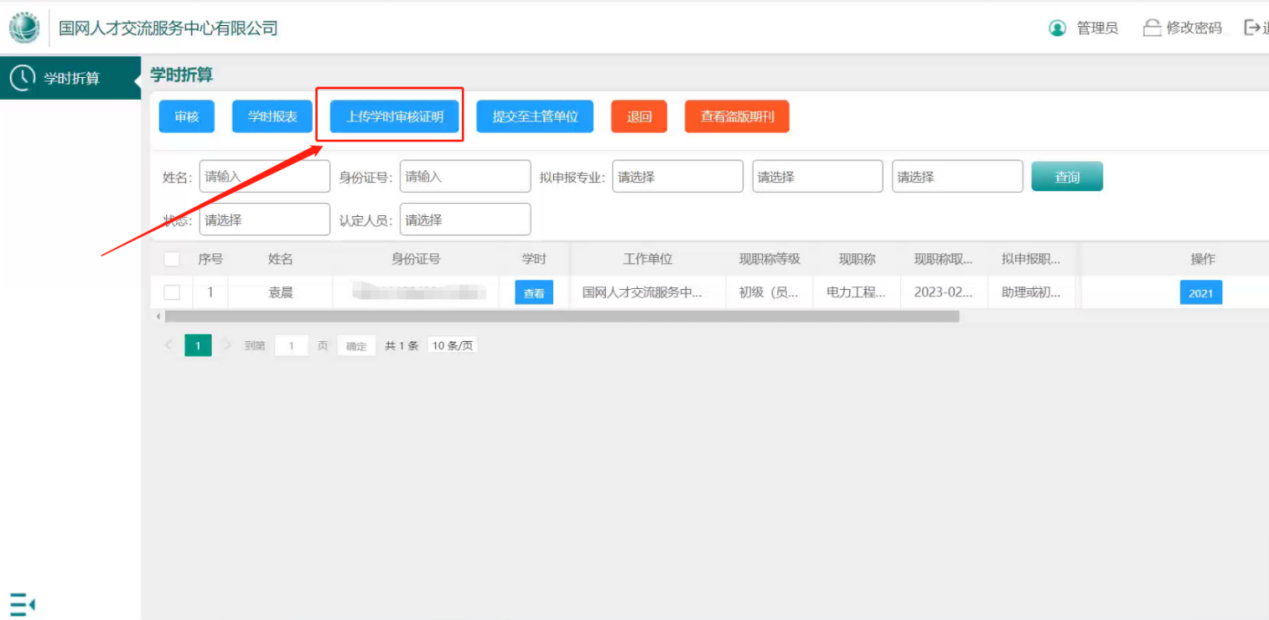 国网人才交流服务中心有限公司 管理员 修改密码
学时折算 学时折算
审核 学时报表 上传学时审核证明 提交至主管单位 退回 查看盗版期刊
姓名: 请输入 身份证号: 请输入 拟申报专业: 请选择 请选择 请选择 查询
状态: 请选择 认定人员: 请选择
序号 姓名 身份证号 学时 工作单位 现职称等级 现职称 现职称取... 拟申报职... 操作
1 袁晨 查看 国网人才交流服务中... 初级（员... 电力工程... 2023-02... 助理或初... 2021
1 到第 1 页 确定 共 1 条 10 条/页